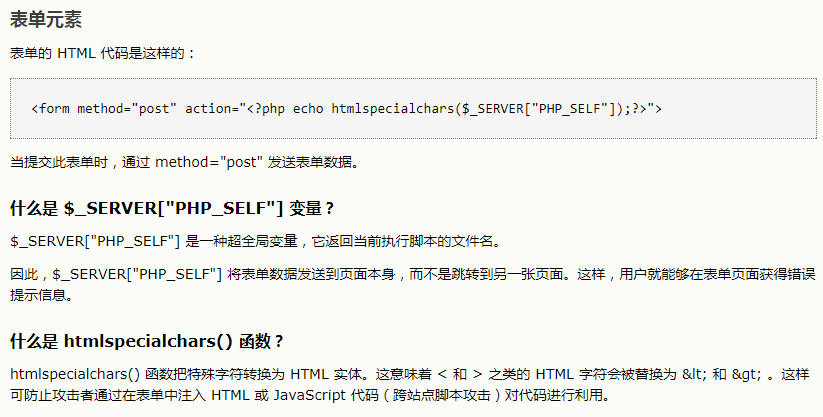 表单元素
表单的 HTML 代码是这样的：
<form method="post" action="<?php echo htmlspecialchars($_SERVER["PHP_SELF"]);?>">
当提交此表单时，通过 method="post" 发送表单数据。
什么是 $_SERVER["PHP_SELF"] 变量？
$_SERVER["PHP_SELF"] 是一种超全局变量，它返回当前执行脚本的文件名。
因此，$_SERVER["PHP_SELF"] 将表单数据发送到页面本身，而不是跳转到另一张页面。这样，用户就能够在表单页面获得错误
提示信息。
什么是 htmlspecialchars() 函数？
htmlspecialchars() 函数把特殊字符转换为 HTML 实体。这意味着 < 和 > 之类的 HTML 字符会被替换为 &lt; 和 &gt; 。这样
可防止攻击者通过在表单中注入 HTML 或 JavaScript 代码（跨站点脚本攻击）对代码进行利用。